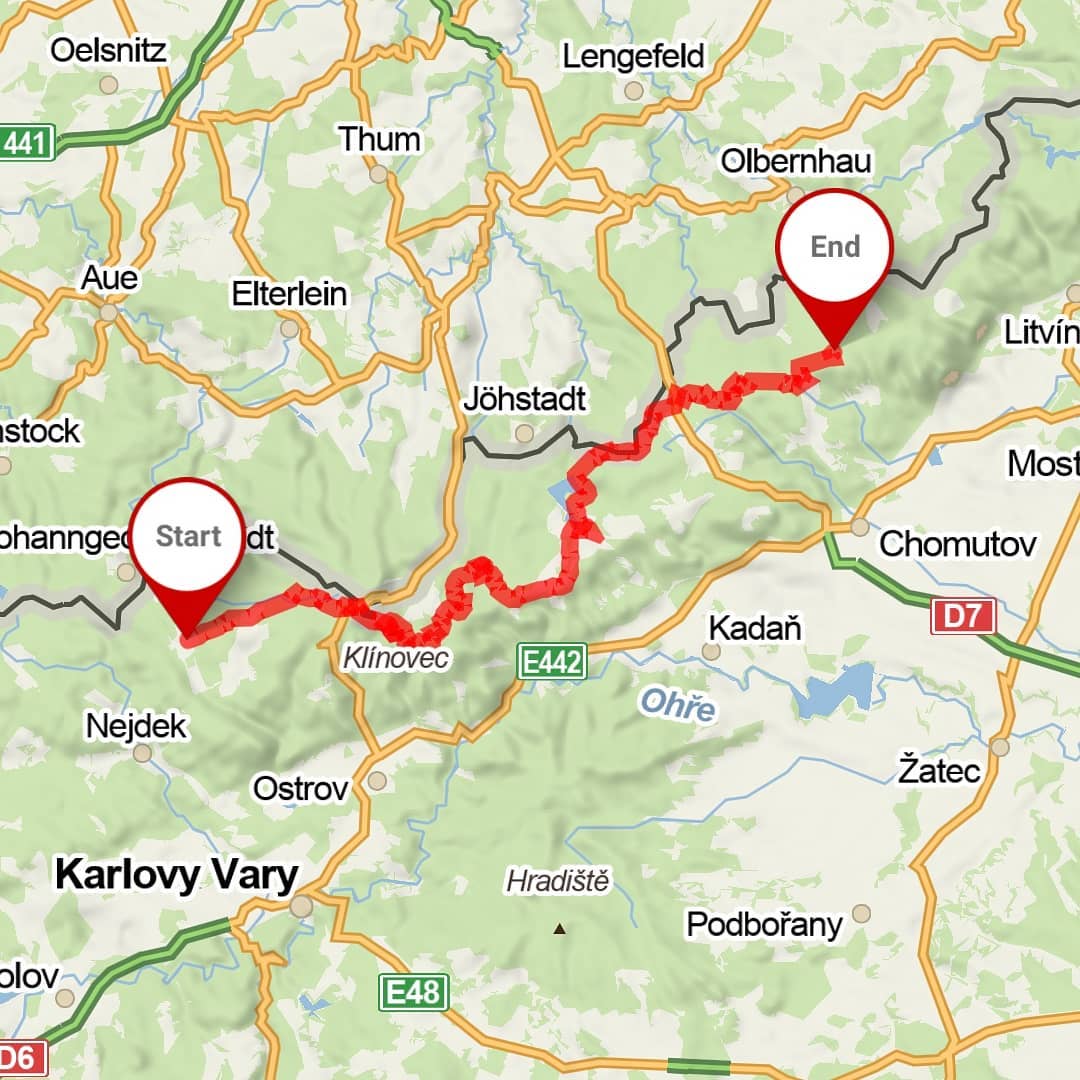 Oelsnitz
Lengefeld
441
Thum
Olbernhau
End
Aue
Elterlein
Litvín
Jöhstadt
nstock
Most
ohannge
dt
Start
Chomutov
D7
Kadaň
Klínovec
E442
Ohře
Nejdek
Žatec
Ostrov
Karlovy Vary
Hradiště
Podbořany
olov
E48
D6